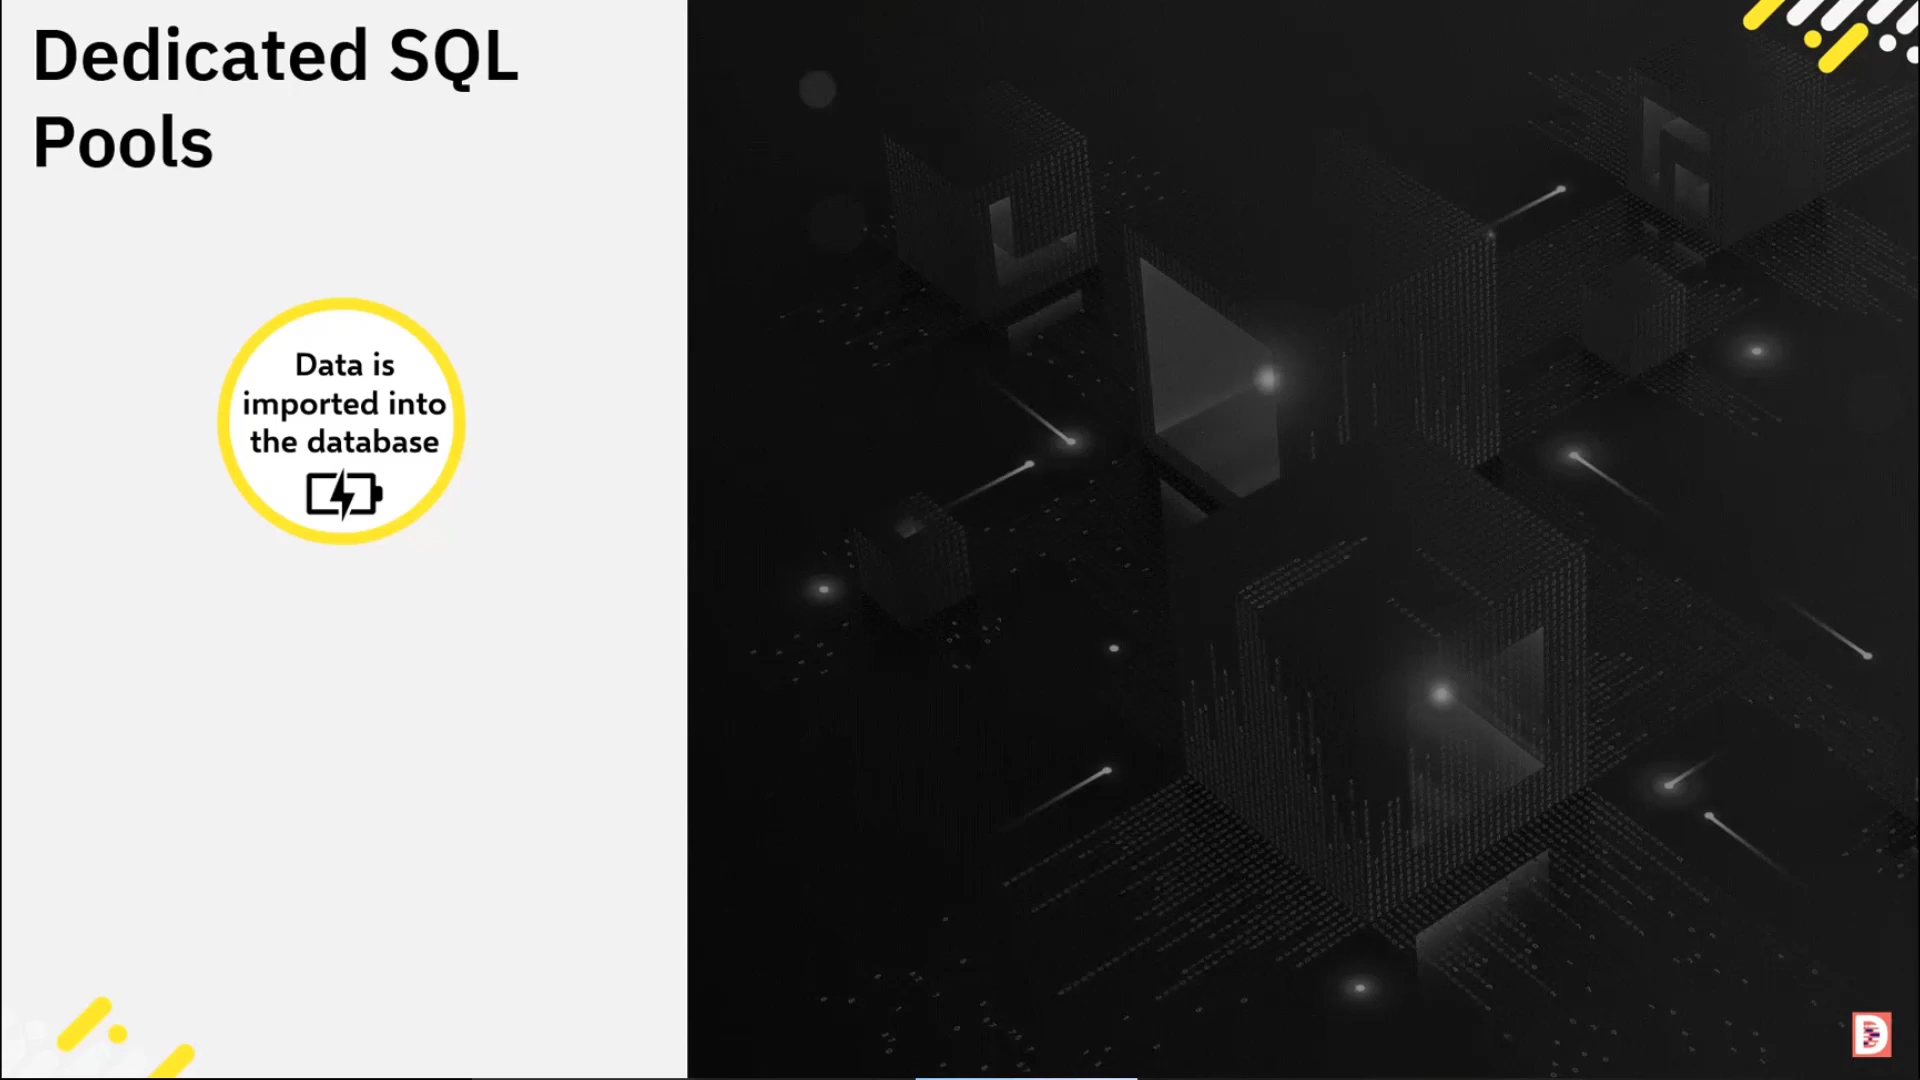 Dedicated SQL
Pools
Data is
imported into
the database
D